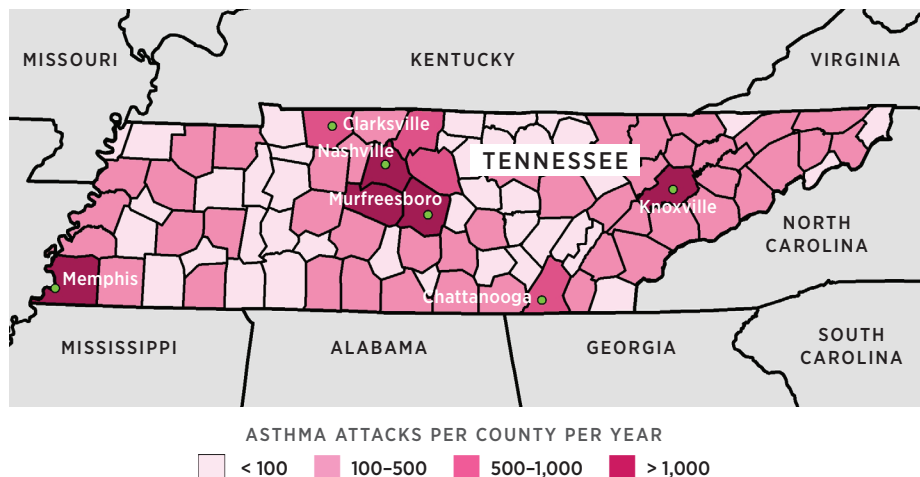 MISSOURI
KENTUCKY
VIRGINIA
Clarksville
Nashville
TENNESSEE
Murfreesboro
Knoxville
NORTH
CAROLINA
Memphis
Chattanooga
MISSISSIPPI
ALABAMA
GEORGIA
SOUTH
CAROLINA
ASTHMA ATTACKS PER COUNTY PER YEAR
< 100
100–500
500–1,000
> 1,000